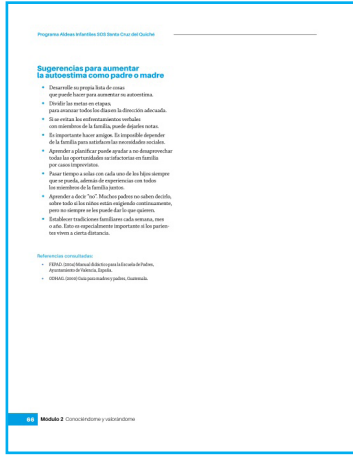 Programa Aldeas Infantiles SOS Santa Cruz del Quiche
Sugerencias para aumentar
la autoestima como padre o madre
• Desarrolle su propia lista de cosas
que puede hacer para aumentar su autoestima.
• Dividir las metas en etapas,
para avanzar todos los días en la dirección adecuada.
• Si se evitan los enfrentamientos verbales
con miembros de la familia, puede dejarles notas.
• Es importante hacer amigos. Es imposible depender
de la familia para satisfacer las necesidades sociales.
• Aprender a planificar puede ayudar a no desaprovechar
todas las oportunidades satisfactorias en familia
por casos imprevistos.
• Pasar tiempo a solas con cada uno de los hijos siempre
que se pueda, además de experiencias con todos
los miembros de la familia juntos.
• Aprender a decir "no". Muchos padres no saben decirlo,
sobre todo si los niños están exigiendo continuamente,
pero no siempre se les puede dar lo que quieren.
• Establecer tradiciones familiares cada semana, mes
o año. Esto es especialmente importante si los parien-
tes viven a cierta distancia.
Referencias consultadas:
• FEPAD. (2004) Manual didáctico para la Escuela de Padres,
Ayuntamiento de Valencia. España.
• ODHAG. (2009) Guía para madres y padres, Guatemala.
66 Módulo 2 Conociéndome y valorándome